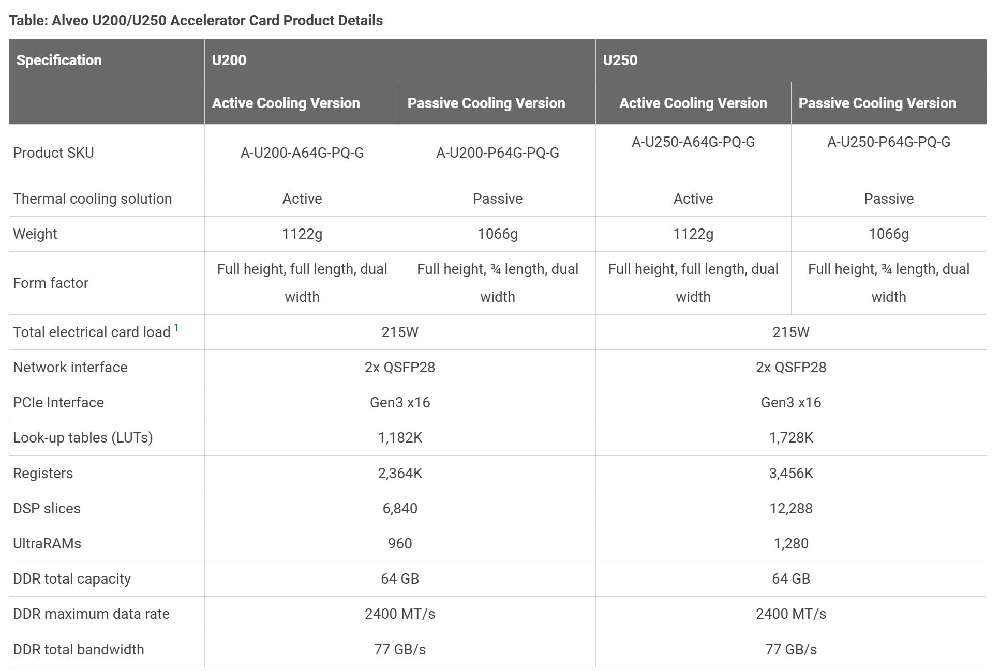 Table: Alveo U200/U250 Accelerator Card Product Details
Specification U200 U250
Active Cooling Version Passive Cooling Version Active Cooling Version Passive Cooling Version
Product SKU A-U200-A64G-PQ-G A-U200-P64G-PQ-G A-U250-A64G-PQ-G A-U250-P64G-PQ-G
Thermal cooling solution Active Passive Active Passive
Weight 1122g 1066g 1122g 1066g
Form factor Full height, full length, dual width Full height, ¾ length, dual width Full height, full length, dual width Full height, ¾ length, dual width
Total electrical card load 1 215W 215W
Network interface 2x QSFP28 2x QSFP28
PCIe Interface Gen3 x16 Gen3 x16
Look-up tables (LUTs) 1,182K 1,728K
Registers 2,364K 3,456K
DSP slices 6,840 12,288
UltraRAMs 960 1,280
DDR total capacity 64 GB 64 GB
DDR maximum data rate 2400 MT/s 2400 MT/s
DDR total bandwidth 77 GB/s 77 GB/s